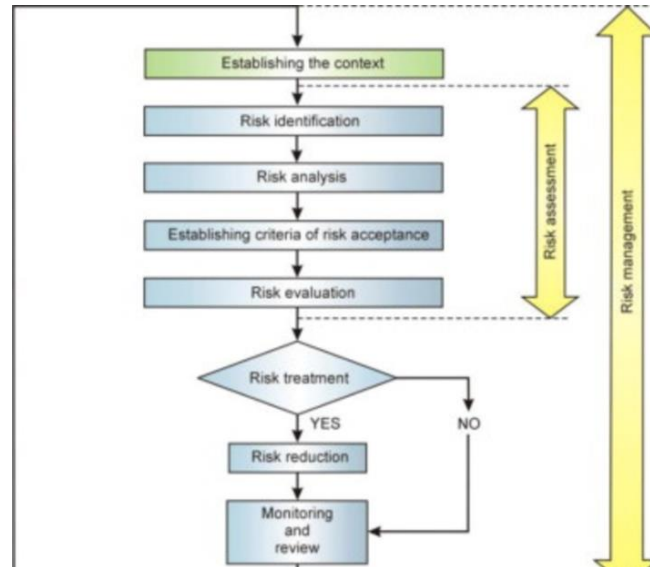 Establishing the context
Risk identification
Risk analysis
Establishing criteria of risk acceptance
Risk evaluation
Risk treatment
YES
NO
Risk reduction
Monitoring
and
review
Risk assessment
Risk management